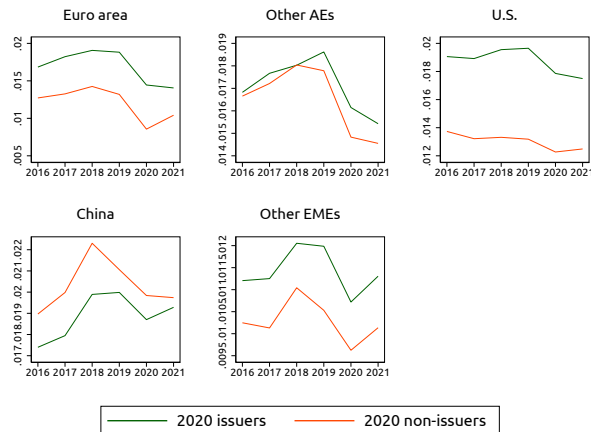 Euro area
.005 .01 .015 .02
2016 2017 2018 2019 2020 2021
Other AEs
.014 .015 .016 .017 .018 .019
2016 2017 2018 2019 2020 2021
U.S.
.012 .014 .016 .018 .02
2016 2017 2018 2019 2020 2021
China
.017 .018 .019 .02 .021 .022
2016 2017 2018 2019 2020 2021
Other EMEs
.0095 .01 .0105 .011 .0115 .012
2016 2017 2018 2019 2020 2021
2020 issuers
2020 non-issuers